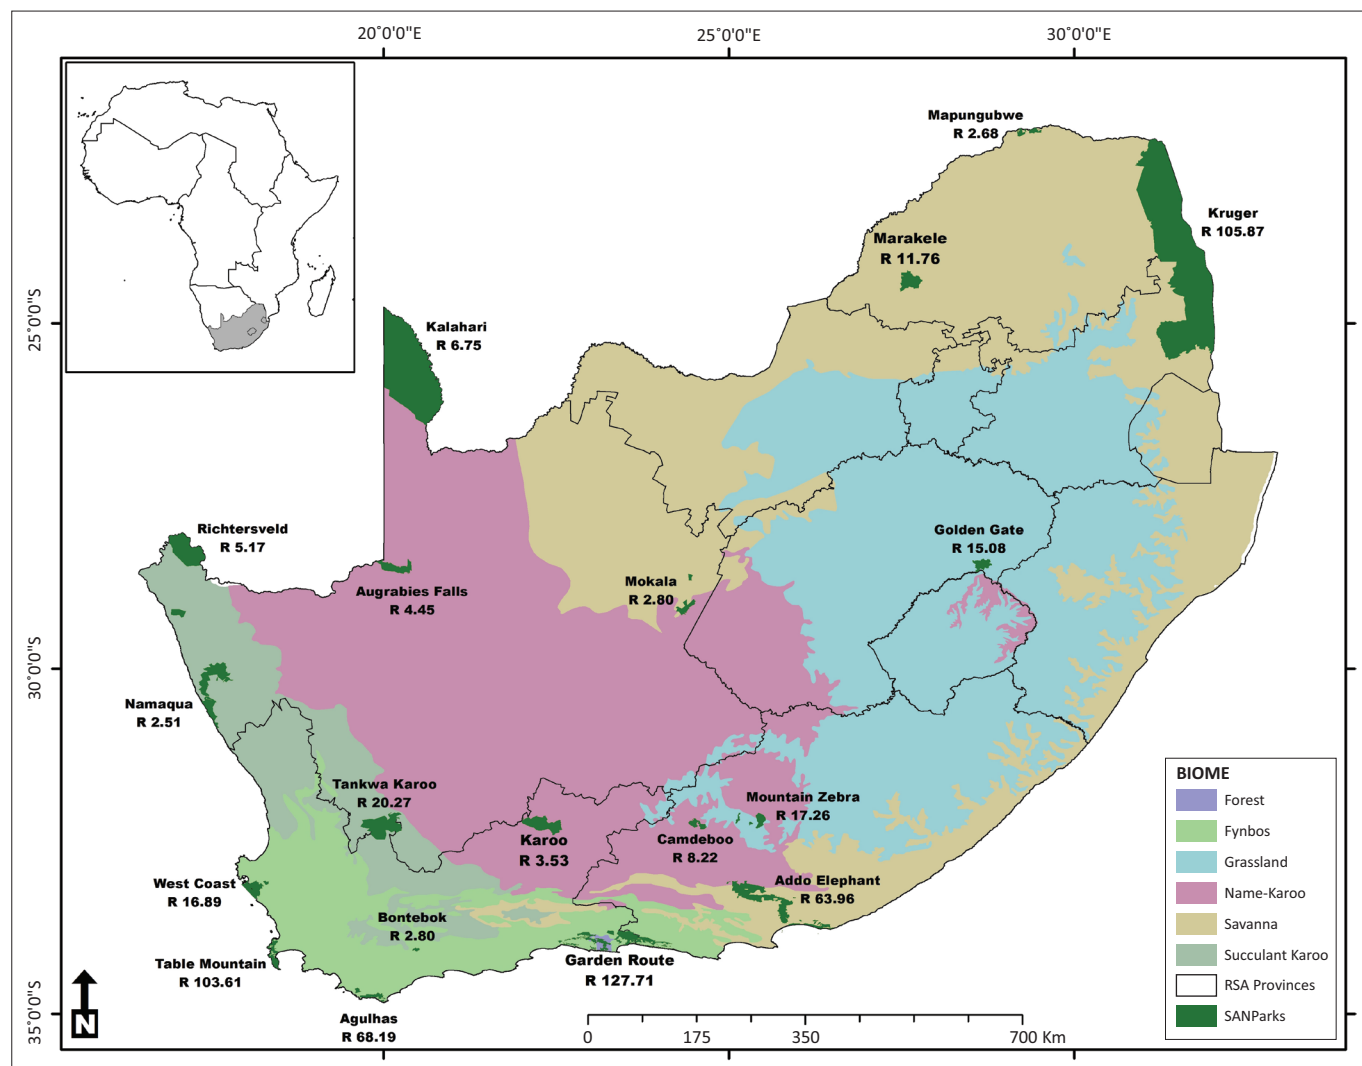 20°0'0"E
25°0'0"E
30°0'0"E
Mapungubwe
R 2.68
Kruger
R 105.87
Marakele
R 11.76
25°0'0"S
Kalahari
R 6.75
Richtersveld
R 5.17
Golden Gate
R 15.08
Augrabies Falls
R 4.45
Mokala
R 2.80
30°0'0"S
Namaqua
R 2.51
Tankwa Karoo
R 20.27
Mountain Zebra
R 17.26
Karoo
R 3.53
Camdeboo
R 8.22
West Coast
R 16.89
Addo Elephant
R 63.96
Bontebok
R 2.80
Table Mountain
R 103.61
Garden Route
R 127.71
Agulhas
R 68.19
35°0'0"S
N
0 175 350 700 Km
BIOME
Forest
Fynbos
Grassland
Name-Karoo
Savanna
Succulant Karoo
RSA Provinces
SANParks